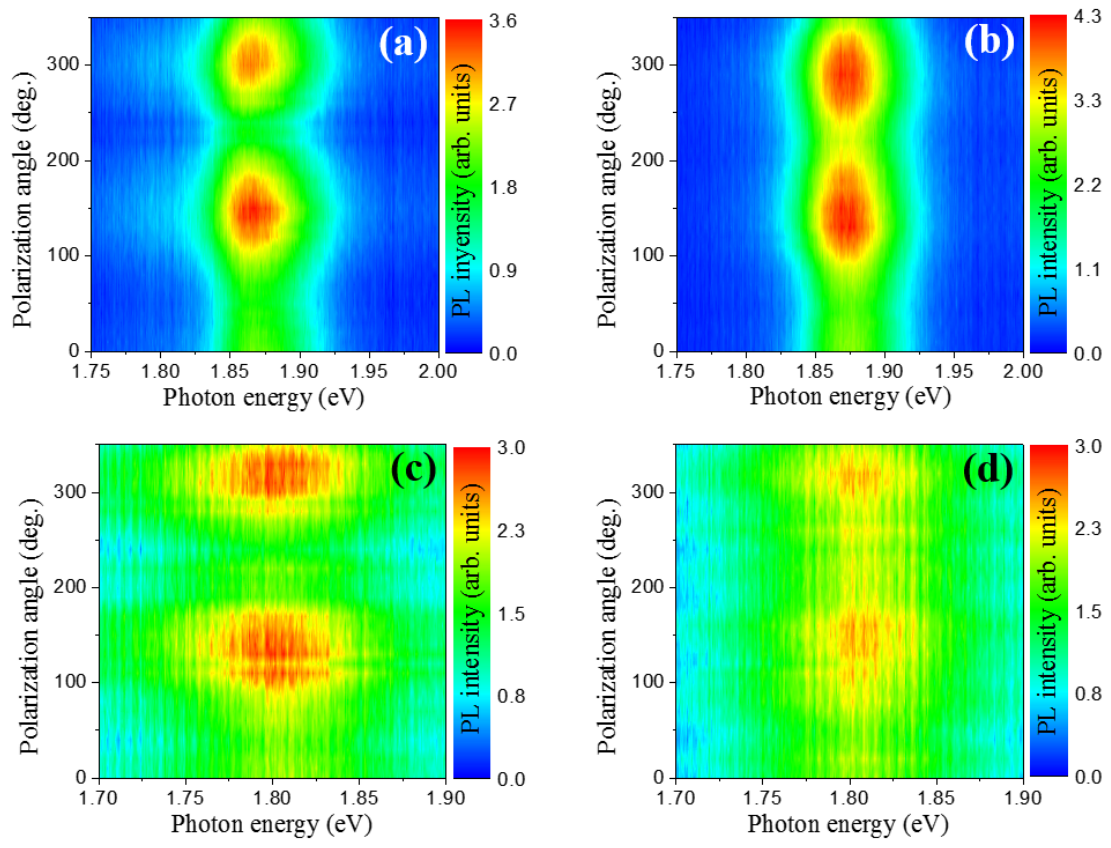 (a)
Polarization angle (deg.)
300
200
100
0
1.75 1.80 1.85 1.90 1.95 2.00
Photon energy (eV)
PL inyensity (arb. units)
3.6
2.7
1.8
0.9
0.0
(b)
Polarization angle (deg.)
300
200
100
0
1.75 1.80 1.85 1.90 1.95 2.00
Photon energy (eV)
PL intensity (arb. units)
4.3
3.3
2.2
1.1
0.0
(c)
Polarization angle (deg.)
300
200
100
0
1.70 1.75 1.80 1.85 1.90
Photon energy (eV)
PL intensity (arb. units)
3.0
2.3
1.5
0.8
0.0
(d)
Polarization angle (deg.)
300
200
100
0
1.70 1.75 1.80 1.85 1.90
Photon energy (eV)
PL intensity (arb. units)
3.0
2.3
1.5
0.8
0.0